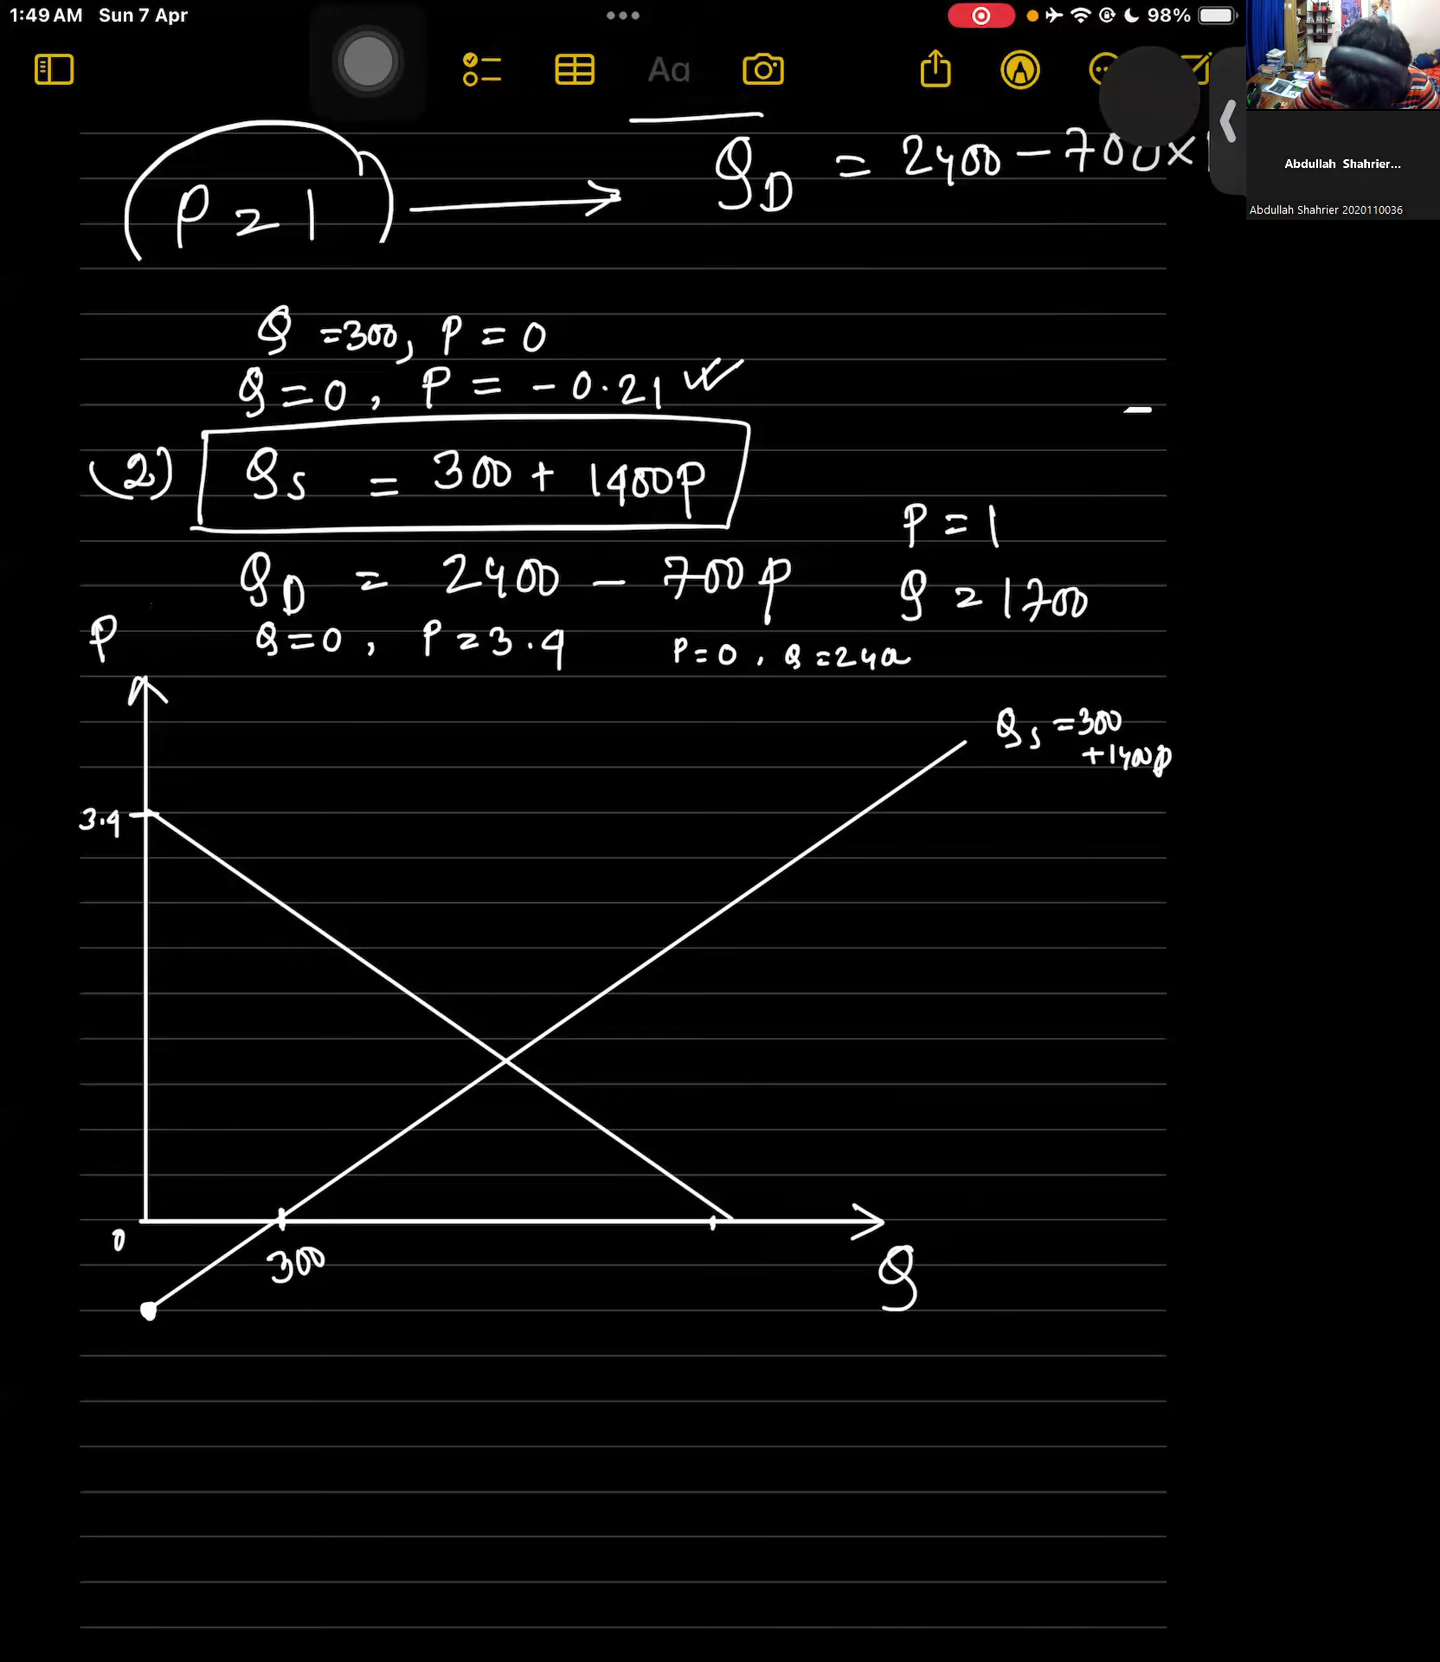 1:49 AM Sun 7 Apr
98%
Aa
Abdullah Shahrier...
Abdullah Shahrier 2020110036
P = 1 → QD = 2400 - 700×
Q = 300, P = 0
Q = 0, P = -0.21 ✓
(2) Qs = 300 + 1400P
P = 1
QD = 2400 - 700P
Q = 1700
P
Q = 0, P = 3.4
P = 0, Q = 2400
Qs = 300
+1400P
3.4
0
300
Q